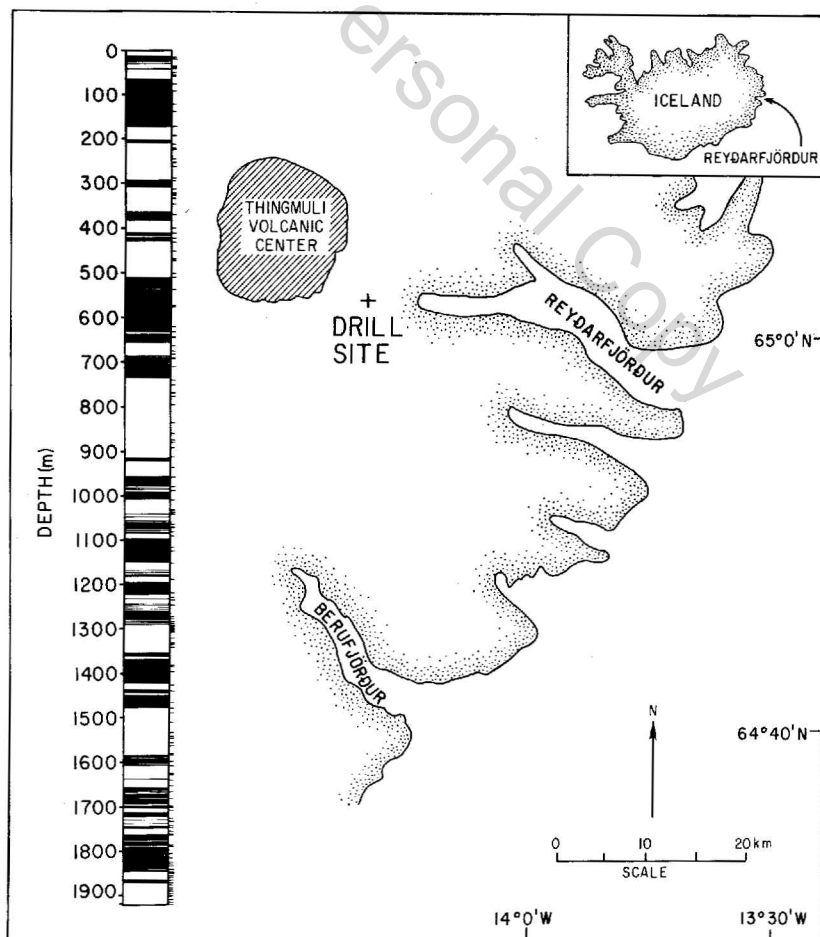 0
100
200
300
400
500
600
700
800
900
1000
1100
1200
1300
1400
1500
1600
1700
1800
1900
DEPTH (m)
ersonal Copy
ICELAND
REYÐARFJÖRDUR
THINGMULI
VOLCANIC
CENTER
+
DRILL
SITE
REYÐARFJÖRÐUR
65°0'N
BERUFJÖRÐUR
64°40'N
N
0 10 20 km
SCALE
14°0'W 13°30'W